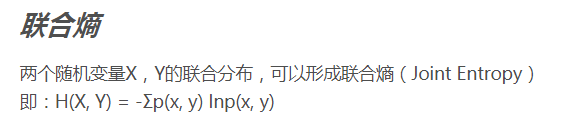 联合熵
两个随机变量X，Y的联合分布，可以形成联合熵（Joint Entropy）
即：H(X, Y) = -Σp(x, y) lnp(x, y)